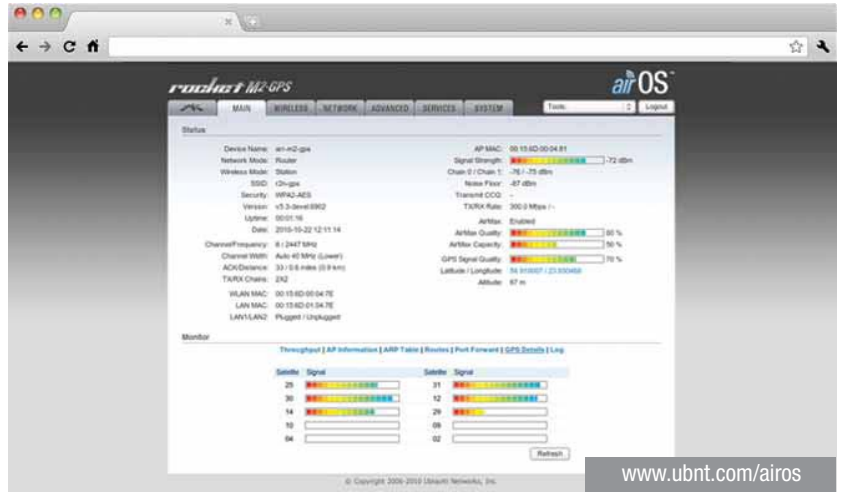 rocket M2-GPS
airOS™
MAIN WIRELESS NETWORK ADVANCED SERVICES SYSTEM Tools: Logout
Status
Device Name: arr-m2-gps
Network Mode: Router
Wireless Mode: Station
SSID: r2n-gps
Security: WPA2-AES
Version: v5.3-devel.6902
Uptime: 00:01:16
Date: 2010-10-22 12:11:14
Channel/Frequency: 8 / 2447 MHz
Channel Width: Auto 40 MHz (Lower)
ACK/Distance: 33 / 0.6 miles (0.9 km)
TX/RX Chains: 2X2
WLAN MAC: 00:15:6D:00:04:7E
LAN MAC: 00:15:6D:01:04:7E
LAN1/LAN2: Plugged / Unplugged
AP MAC: 00:15:6D:00:04:81
Signal Strength: -72 dBm
Chain 0 / Chain 1: -76 / -75 dBm
Noise Floor: -87 dBm
Transmit CCQ: -
TX/RX Rate: 300.0 Mbps / -
AirMax: Enabled
AirMax Quality: 80 %
AirMax Capacity: 50 %
GPS Signal Quality: 70 %
Latitude / Longitude:
Altitude: 67 m
Monitor
Throughput | AP Information | ARP Table | Routes | Port Forward | GPS Details | Log
Satellite Signal Satellite Signal
25 31
30 12
14 29
10 09
04 02
Refresh
© Copyright 2006-2010 Ubiquiti Networks, Inc.
www.ubnt.com/airos